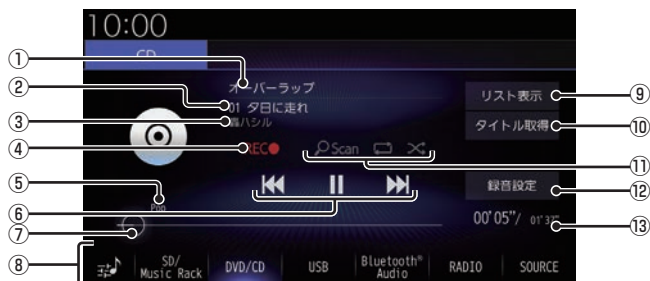 10:00
CD
① オーバーラップ
② 01 夕日に走れ
③ 轟ハシル
④ REC
Scan
リスト表示 ⑨
タイトル取得 ⑩
⑪
⑤ Pop
⑥
録音設定 ⑫
⑦
00'05"/ 01'33" ⑬
⑧
SD/
Music Rack
DVD/CD
USB
Bluetooth®
Audio
RADIO
SOURCE